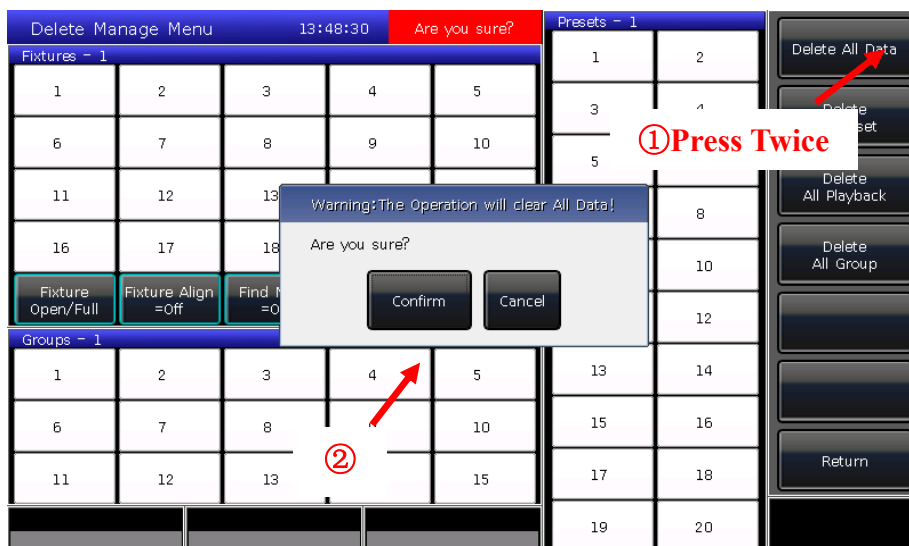 Delete Manage Menu 13:48:30 Are you sure?
Fixtures - 1
1 2 3 4 5
6 7 8 9 10
11 12 13
16 17 18
Fixture
Open/Full
Fixture Align
=Off
Find
Groups - 1
1 2 3 4 5
6 7 8 10
11 12 13 15
Warning:The Operation will clear All Data!
Are you sure?
Confirm Cancel
②
Presets - 1
1 2
3
5
8
10
12
13 14
15 16
17 18
19 20
Delete All Data
①Press Twice
Delete
set
Delete
All Playback
Delete
All Group
Return